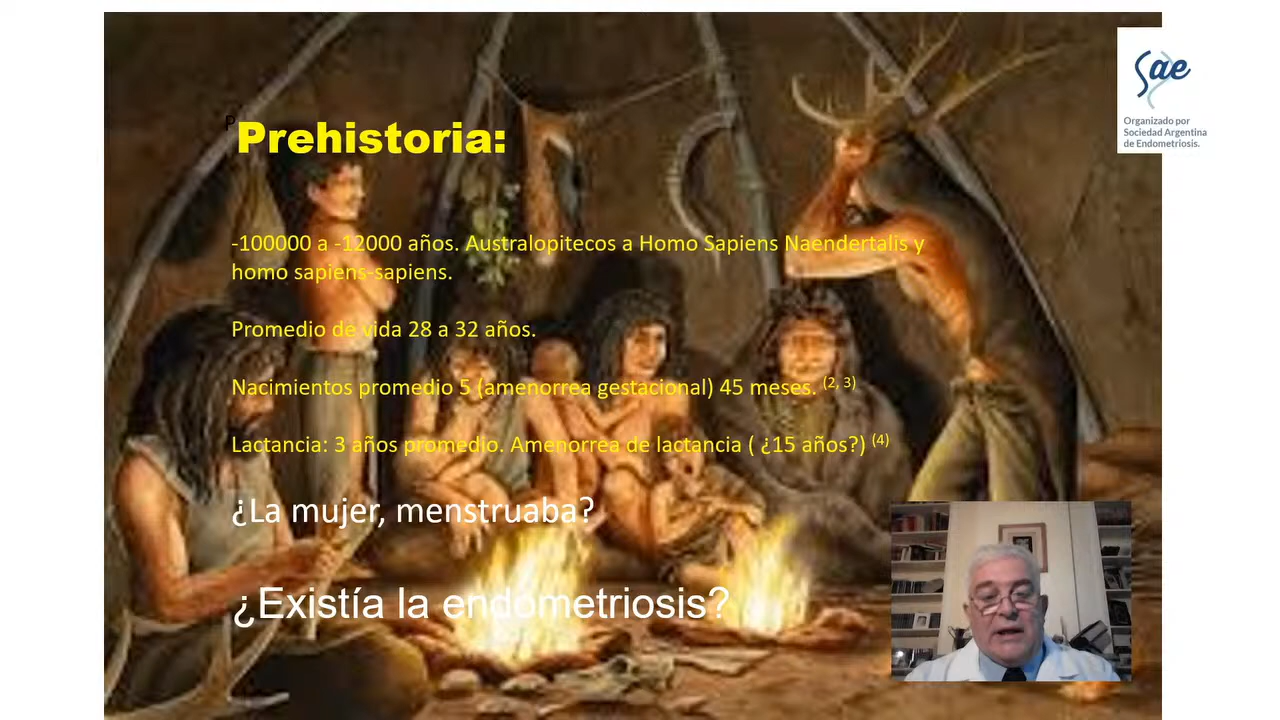 Sae
Organizado por
Sociedad Argentina
de Endometriosis.
P
Prehistoria:
-100000 a -12000 años. Australopitecos a Homo Sapiens Naendertalis y
homo sapiens-sapiens.
Promedio de vida 28 a 32 años.
Nacimientos promedio 5 (amenorrea gestacional) 45 meses. (2, 3)
Lactancia: 3 años promedio. Amenorrea de lactancia ( ¿15 años?) (4)
¿La mujer, menstruaba?
¿Existía la endometriosis?